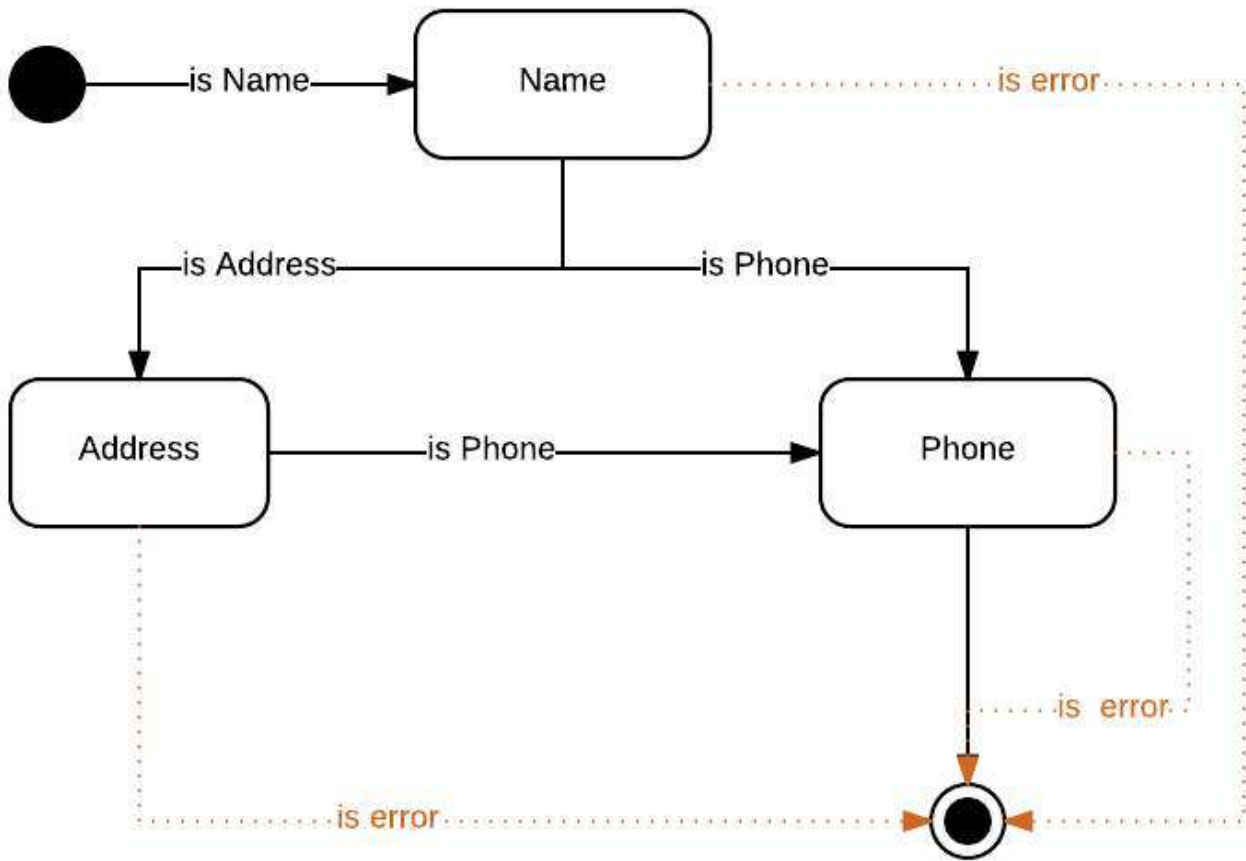 is Name
Name
is error
is Address
is Phone
Address
is Phone
Phone
is error
is error